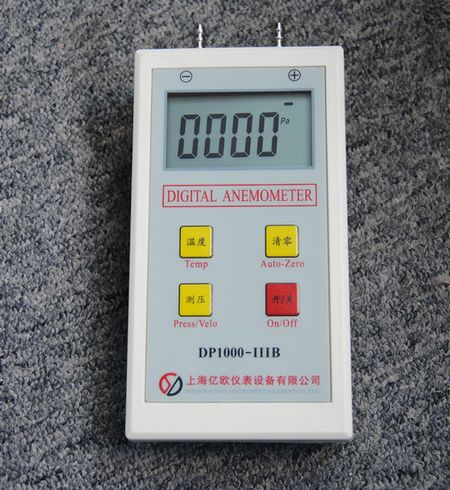 ⊖ ⊕
0000 Pa
DIGITAL ANEMOMETER
温度 清零
Temp Auto-Zero
测压 开/关
Press/Velo On/Off
DP1000-IIIB
上海亿欧仪表设备有限公司